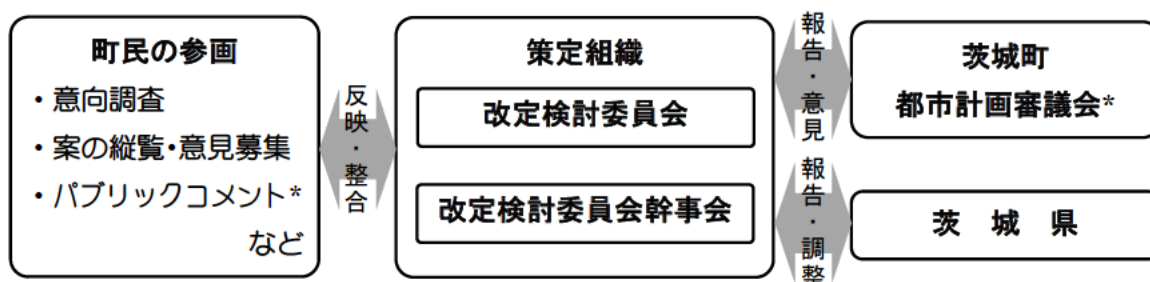 町民の参画
・意向調査
・案の縦覧・意見募集
・パブリックコメント*
など
反映・整合
策定組織
改定検討委員会
改定検討委員会幹事会
報告・意見
茨城町
都市計画審議会*
報告・調整
茨 城 県